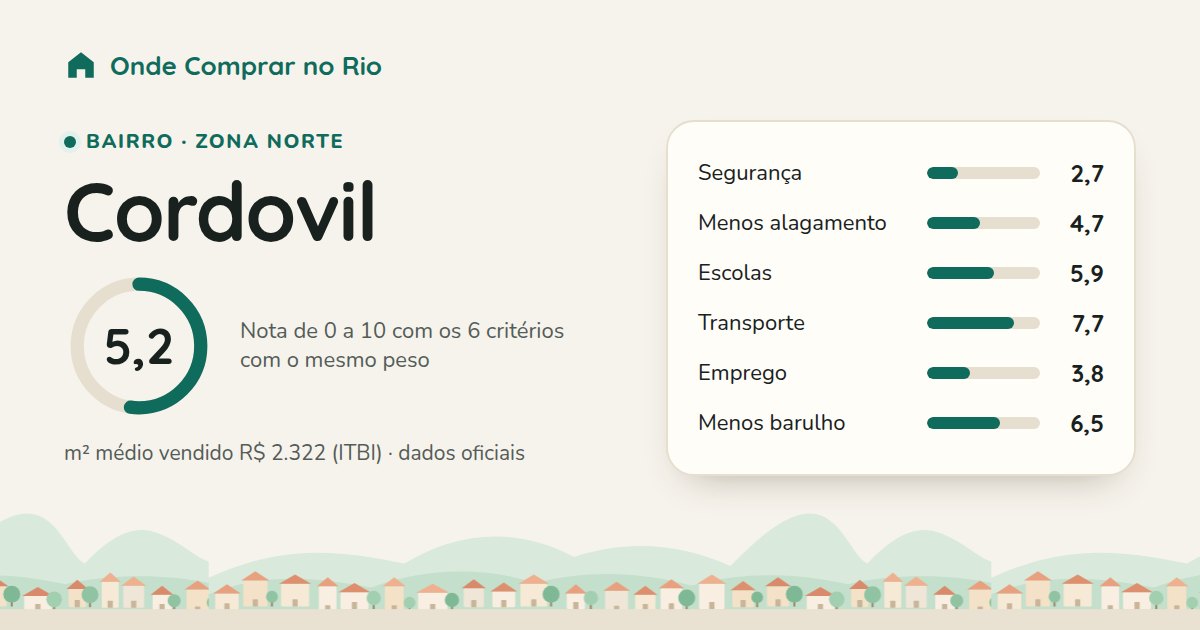 Onde Comprar no Rio
BAIRRO · ZONA NORTE
Cordovil
5,2
Nota de 0 a 10 com os 6 critérios
com o mesmo peso
m² médio vendido R$ 2.322 (ITBI) · dados oficiais
Segurança 2,7
Menos alagamento 4,7
Escolas 5,9
Transporte 7,7
Emprego 3,8
Menos barulho 6,5